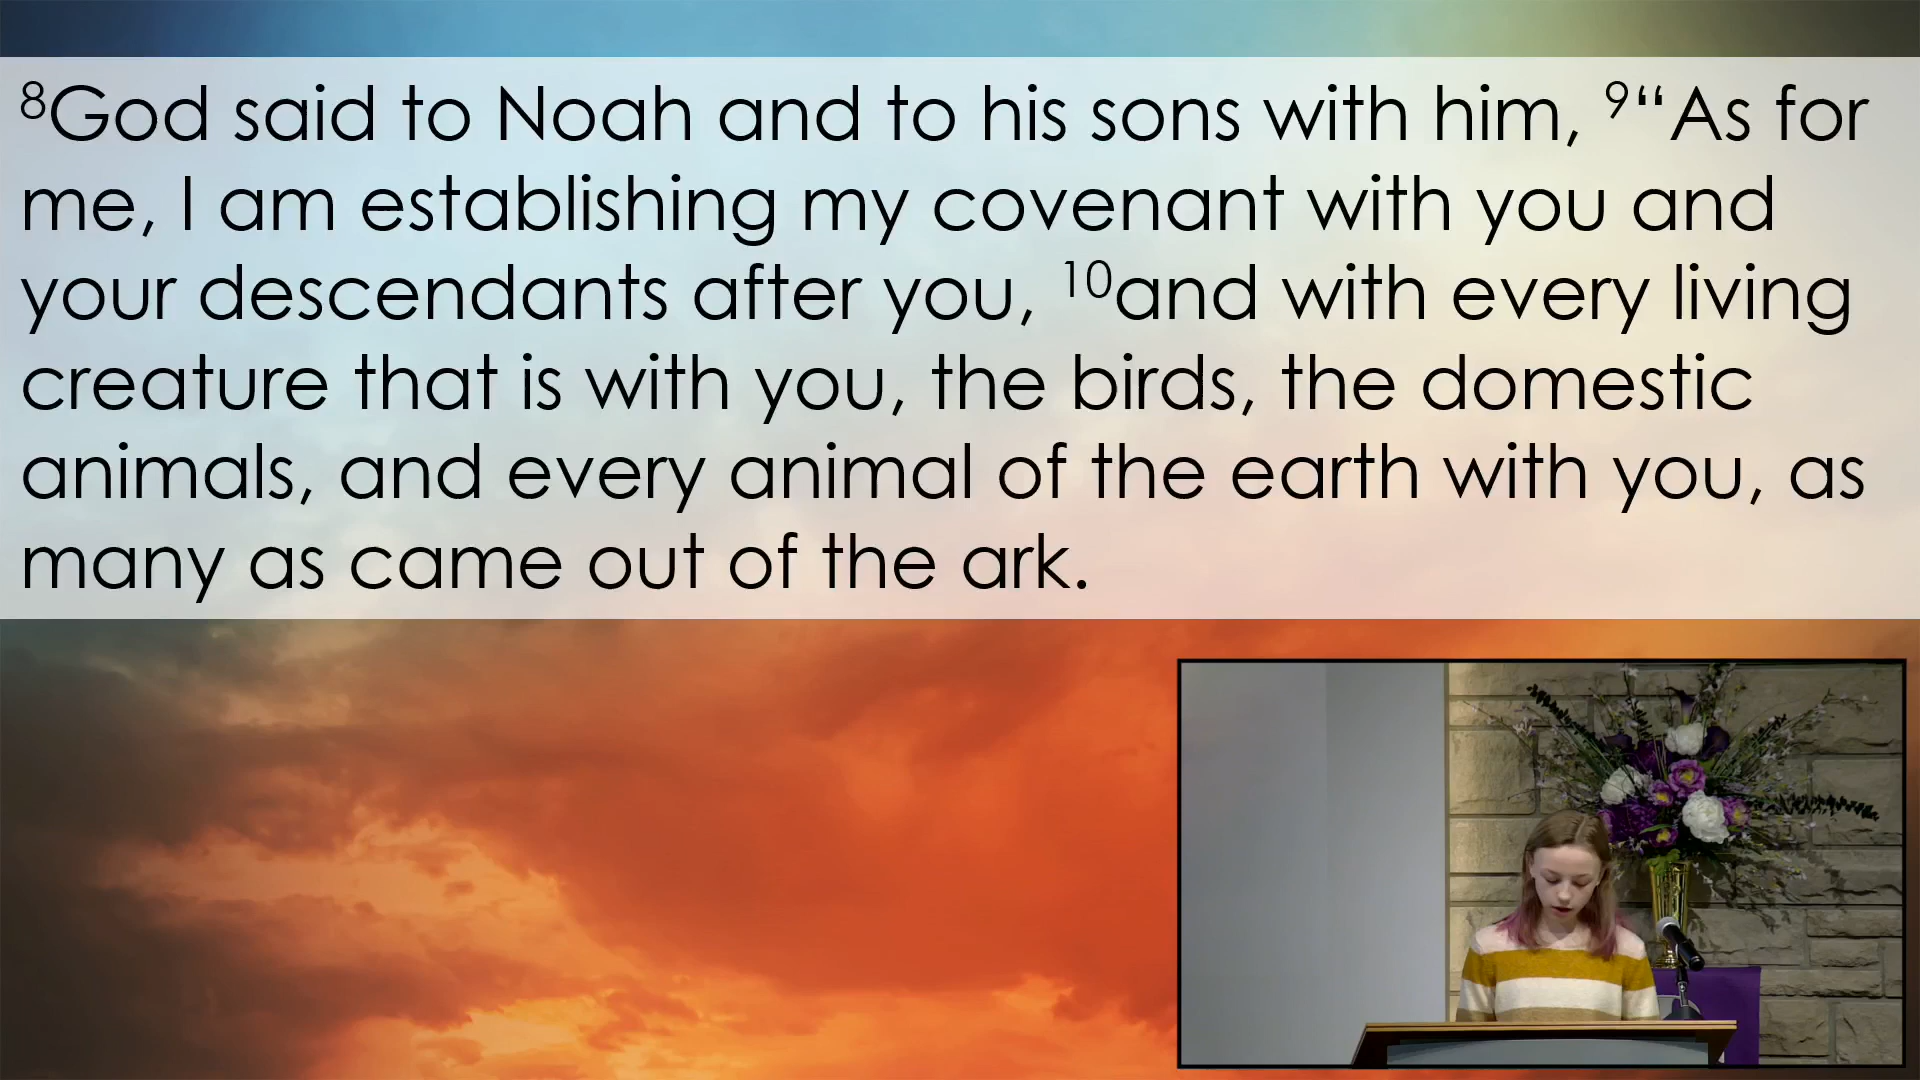 ⁸God said to Noah and to his sons with him, ⁹“As for
me, I am establishing my covenant with you and
your descendants after you, ¹⁰and with every living
creature that is with you, the birds, the domestic
animals, and every animal of the earth with you, as
many as came out of the ark.